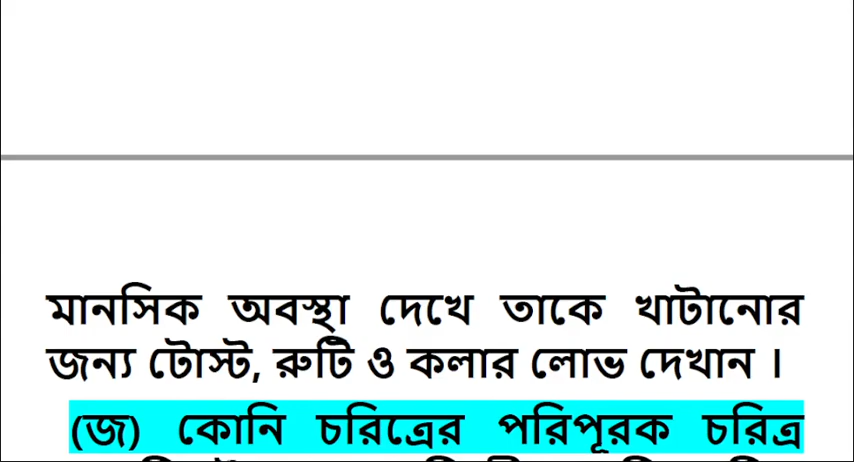 মানসিক অবস্থা দেখে তাকে খাটানোর
জন্য টোস্ট, রুটি ও কলার লোভ দেখান ।
(জ) কোনি চরিত্রের পরিপূরক চরিত্র